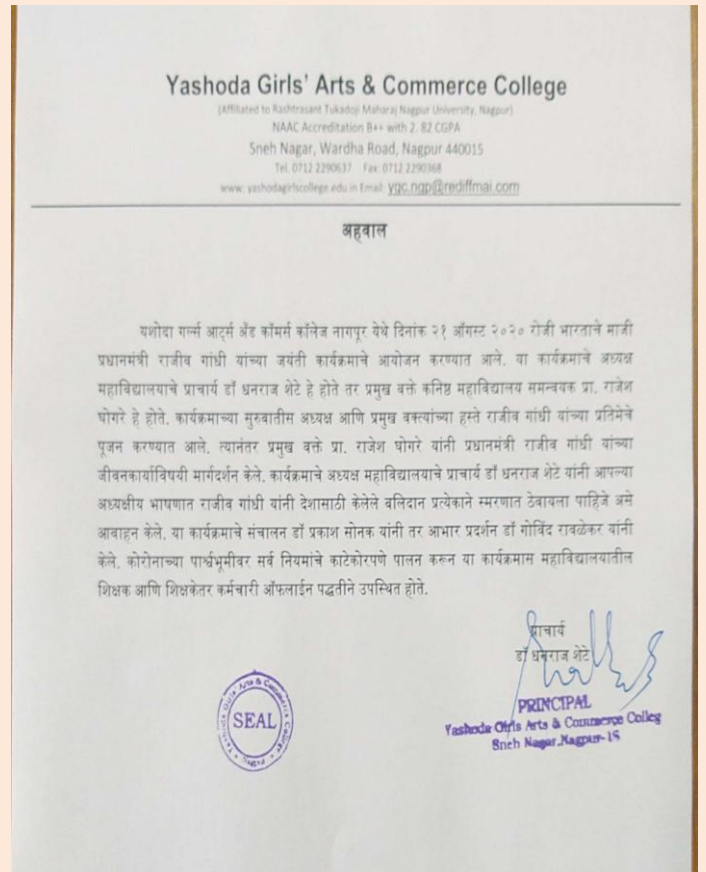 Yashoda Girls' Arts & Commerce College
(Affiliated to Rashtrasant Tukadoji Maharaj Nagpur University, Nagpur)
NAAC Accreditation B++ with 2. 82 CGPA
Sneh Nagar, Wardha Road, Nagpur 440015
Tel. 0712 2290637 Fax: 0712 2290368
www: yashodagirlscollege.edu.in Email: ygc.ngp@rediffmai.com
अहवाल
यशोदा गर्ल्स आर्ट्स अँड कॉमर्स कॉलेज नागपूर येथे दिनांक २१ ऑगस्ट २०२० रोजी भारताचे माजी
प्रधानमंत्री राजीव गांधी यांच्या जयंती कार्यक्रमाचे आयोजन करण्यात आले. या कार्यक्रमाचे अध्यक्ष
महाविद्यालयाचे प्राचार्य डॉ धनराज शेटे हे होते तर प्रमुख वक्ते कनिष्ठ महाविद्यालय समन्वयक प्रा. राजेश
घोगरे हे होते. कार्यक्रमाच्या सुरुवातीस अध्यक्ष आणि प्रमुख वक्त्यांच्या हस्ते राजीव गांधी यांच्या प्रतिमेचे
पूजन करण्यात आले. त्यानंतर प्रमुख वक्ते प्रा. राजेश घोगरे यांनी प्रधानमंत्री राजीव गांधी यांच्या
जीवनकार्याविषयी मार्गदर्शन केले. कार्यक्रमाचे अध्यक्ष महाविद्यालयाचे प्राचार्य डॉ धनराज शेटे यांनी आपल्या
अध्यक्षीय भाषणात राजीव गांधी यांनी देशासाठी केलेले बलिदान प्रत्येकाने स्मरणात ठेवायला पाहिजे असे
आवाहन केले. या कार्यक्रमाचे संचालन डॉ प्रकाश सोनक यांनी तर आभार प्रदर्शन डॉ गोविंद रावळेकर यांनी
केले. कोरोनाच्या पार्श्वभूमीवर सर्व नियमांचे काटेकोरपणे पालन करून या कार्यक्रमास महाविद्यालयातील
शिक्षक आणि शिक्षकेतर कर्मचारी ऑफलाईन पद्धतीने उपस्थित होते.
प्राचार्य
डॉ धनराज शेटे
PRINCIPAL
Yashoda Girls Arts & Commerce Colleg
Sneh Nagar, Nagpur-15
Yashoda Girls' Arts & Commerce College
SEAL